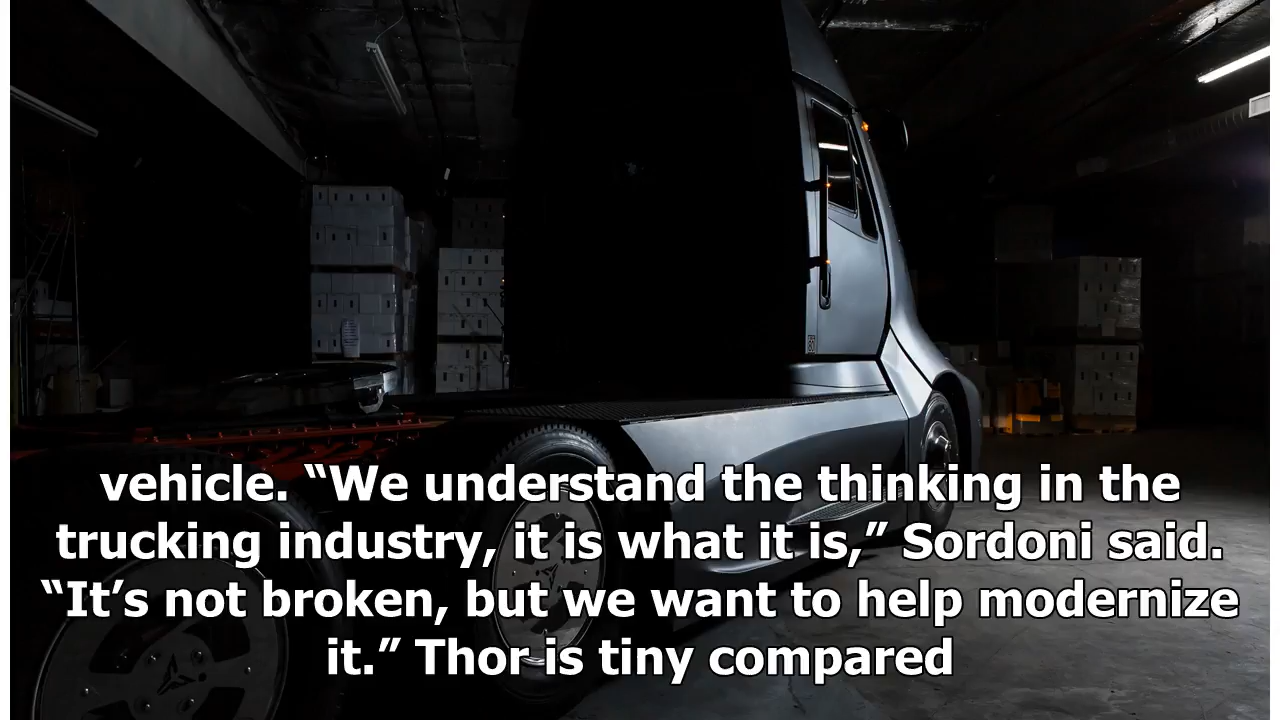 vehicle. “We understand the thinking in the
trucking industry, it is what it is,” Sordoni said.
“It’s not broken, but we want to help modernize
it.” Thor is tiny compared